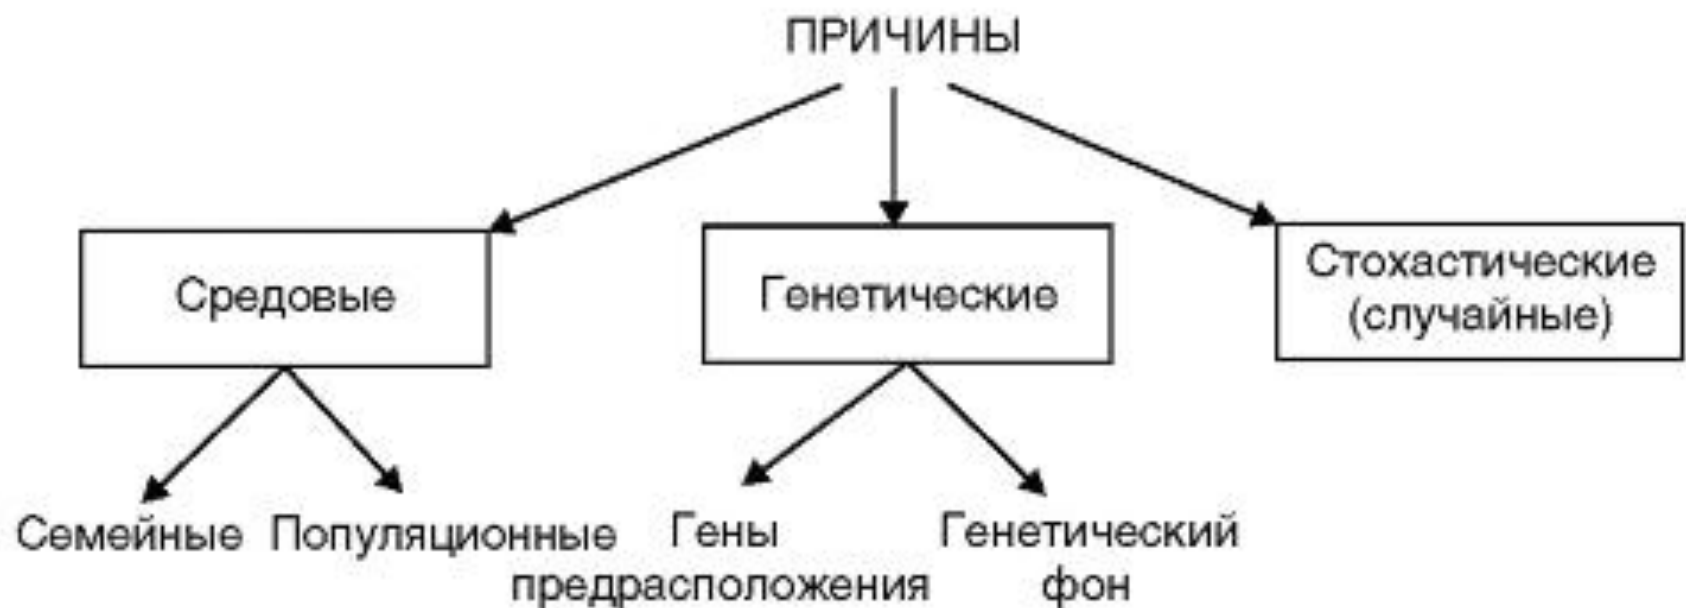 ПРИЧИНЫ
Средовые
Генетические
Стохастические
(случайные)
Семейные
Популяционные
Гены
предрасположения
Генетический
фон